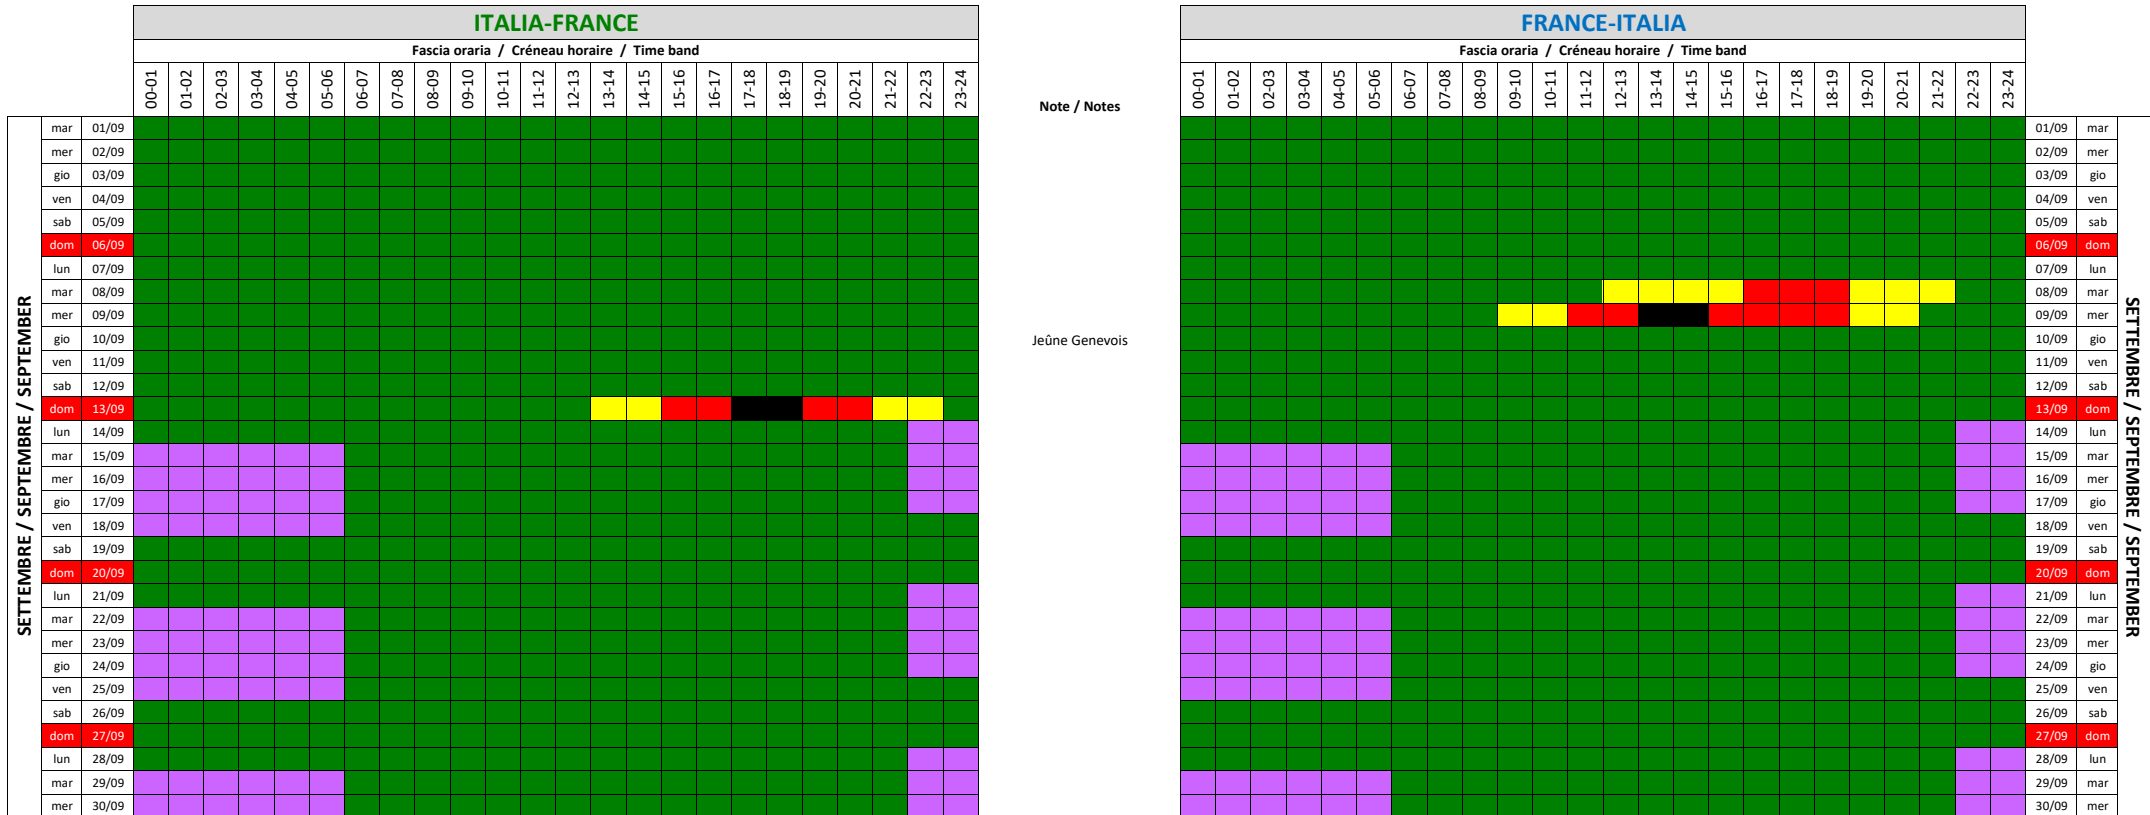 ITALIA-FRANCE FRANCE-ITALIA
Fascia oraria / Créneau horaire / Time band Fascia oraria / Créneau horaire / Time band
00-01 01-02 02-03 03-04 04-05 05-06 06-07 07-08 08-09 09-10 10-11 11-12 12-13 13-14 14-15 15-16 16-17 17-18 18-19 19-20 20-21 21-22 22-23 23-24 Note / Notes 00-01 01-02 02-03 03-04 04-05 05-06 06-07 07-08 08-09 09-10 10-11 11-12 12-13 13-14 14-15 15-16 16-17 17-18 18-19 19-20 20-21 21-22 22-23 23-24
SETTEMBRE / SEPTEMBRE / SEPTEMBER
mar 01/09 01/09 mar
mer 02/09 02/09 mer
gio 03/09 03/09 gio
ven 04/09 04/09 ven
sab 05/09 05/09 sab
dom 06/09 06/09 dom
lun 07/09 07/09 lun
mar 08/09 08/09 mar
mer 09/09 09/09 mer
gio 10/09 Jeûne Genevois 10/09 gio
ven 11/09 11/09 ven
sab 12/09 12/09 sab
dom 13/09 13/09 dom
lun 14/09 14/09 lun
mar 15/09 15/09 mar
mer 16/09 16/09 mer
gio 17/09 17/09 gio
ven 18/09 18/09 ven
sab 19/09 19/09 sab
dom 20/09 20/09 dom
lun 21/09 21/09 lun
mar 22/09 22/09 mar
mer 23/09 23/09 mer
gio 24/09 24/09 gio
ven 25/09 25/09 ven
sab 26/09 26/09 sab
dom 27/09 27/09 dom
lun 28/09 28/09 lun
mar 29/09 29/09 mar
mer 30/09 30/09 mer
SETTEMBRE / SEPTEMBRE / SEPTEMBER